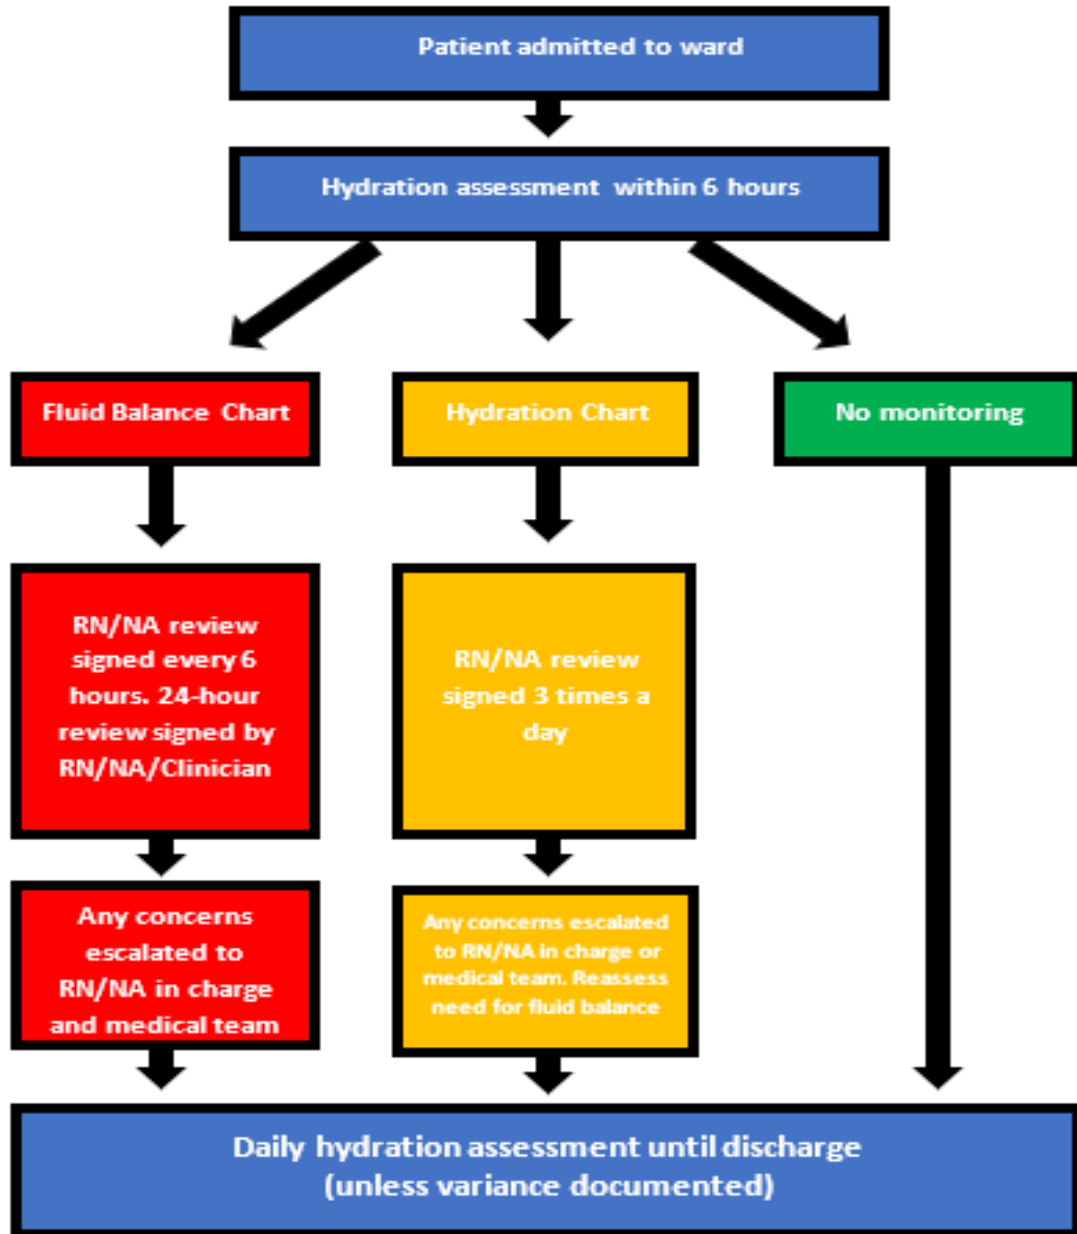 Patient admitted to ward
Hydration assessment within 6 hours
Fluid Balance Chart
Hydration Chart
No monitoring
RN/NA review
signed every 6
hours. 24-hour
review signed by
RN/NA/Clinician
RN/NA review
signed 3 times a
day
Any concerns
escalated to
RN/NA in charge
and medical team
Any concerns escalated
to RN/NA in charge or
medical team. Reassess
need for fluid balance
Daily hydration assessment until discharge
(unless variance documented)